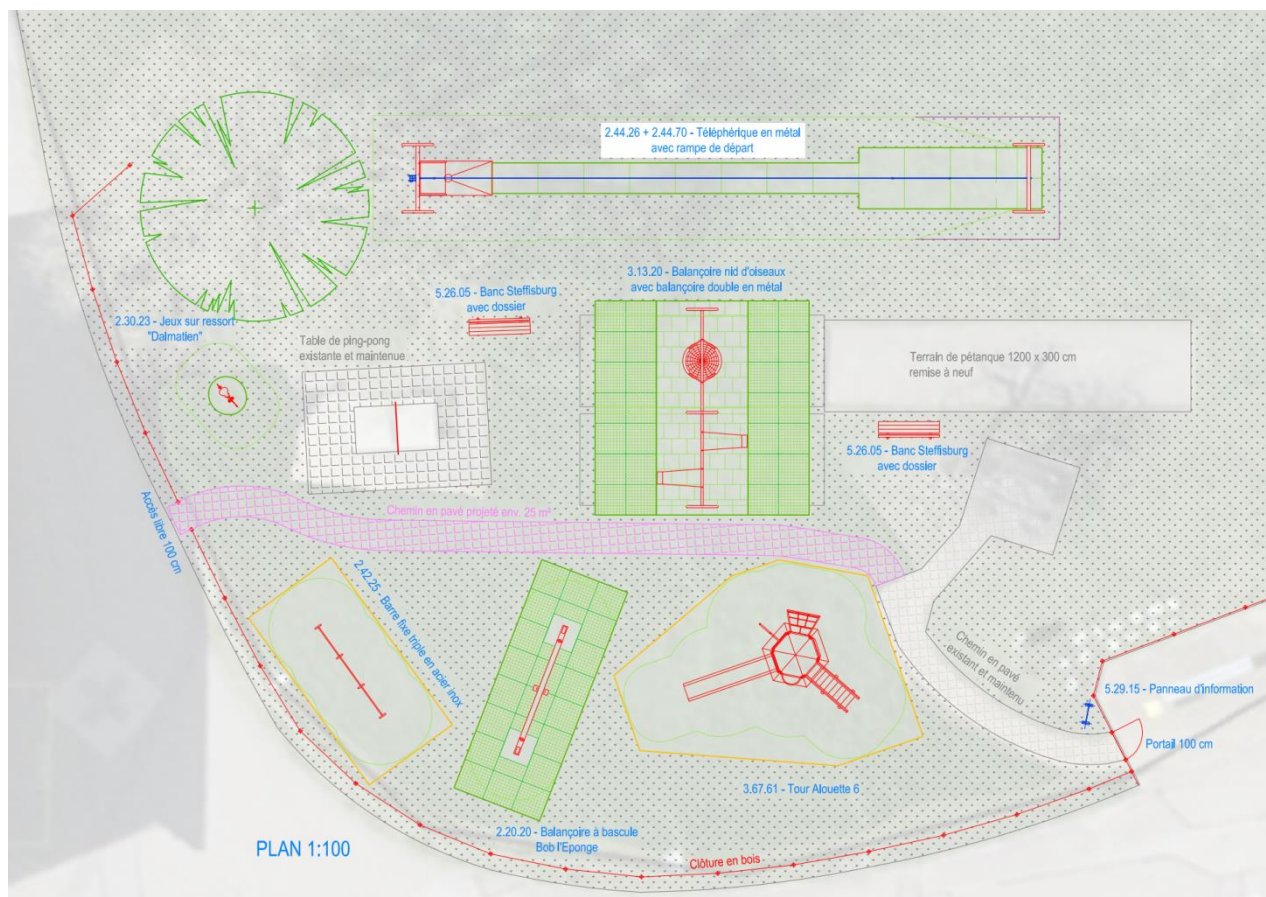 2.44.26 + 2.44.70 - Téléphérique en métal
avec rampe de départ
3.13.20 - Balançoire nid d'oiseaux
avec balançoire double en métal
5.26.05 - Banc Steffisburg
avec dossier
2.30.23 - Jeux sur ressort
"Dalmatien"
Table de ping-pong
existante et maintenue
Terrain de pétanque 1200 x 300 cm
remise à neuf
5.26.05 - Banc Steffisburg
avec dossier
Accès libre 100 cm
Chemin en pavé projeté env. 25 m²
2.42.25 - Barre fixe triple en acier inox
Chemin en pavé
existant et maintenu
5.29.15 - Panneau d'information
Portail 100 cm
3.67.61 - Tour Alouette 6
2.20.20 - Balançoire à bascule
Bob l'Eponge
PLAN 1:100
Clôture en bois